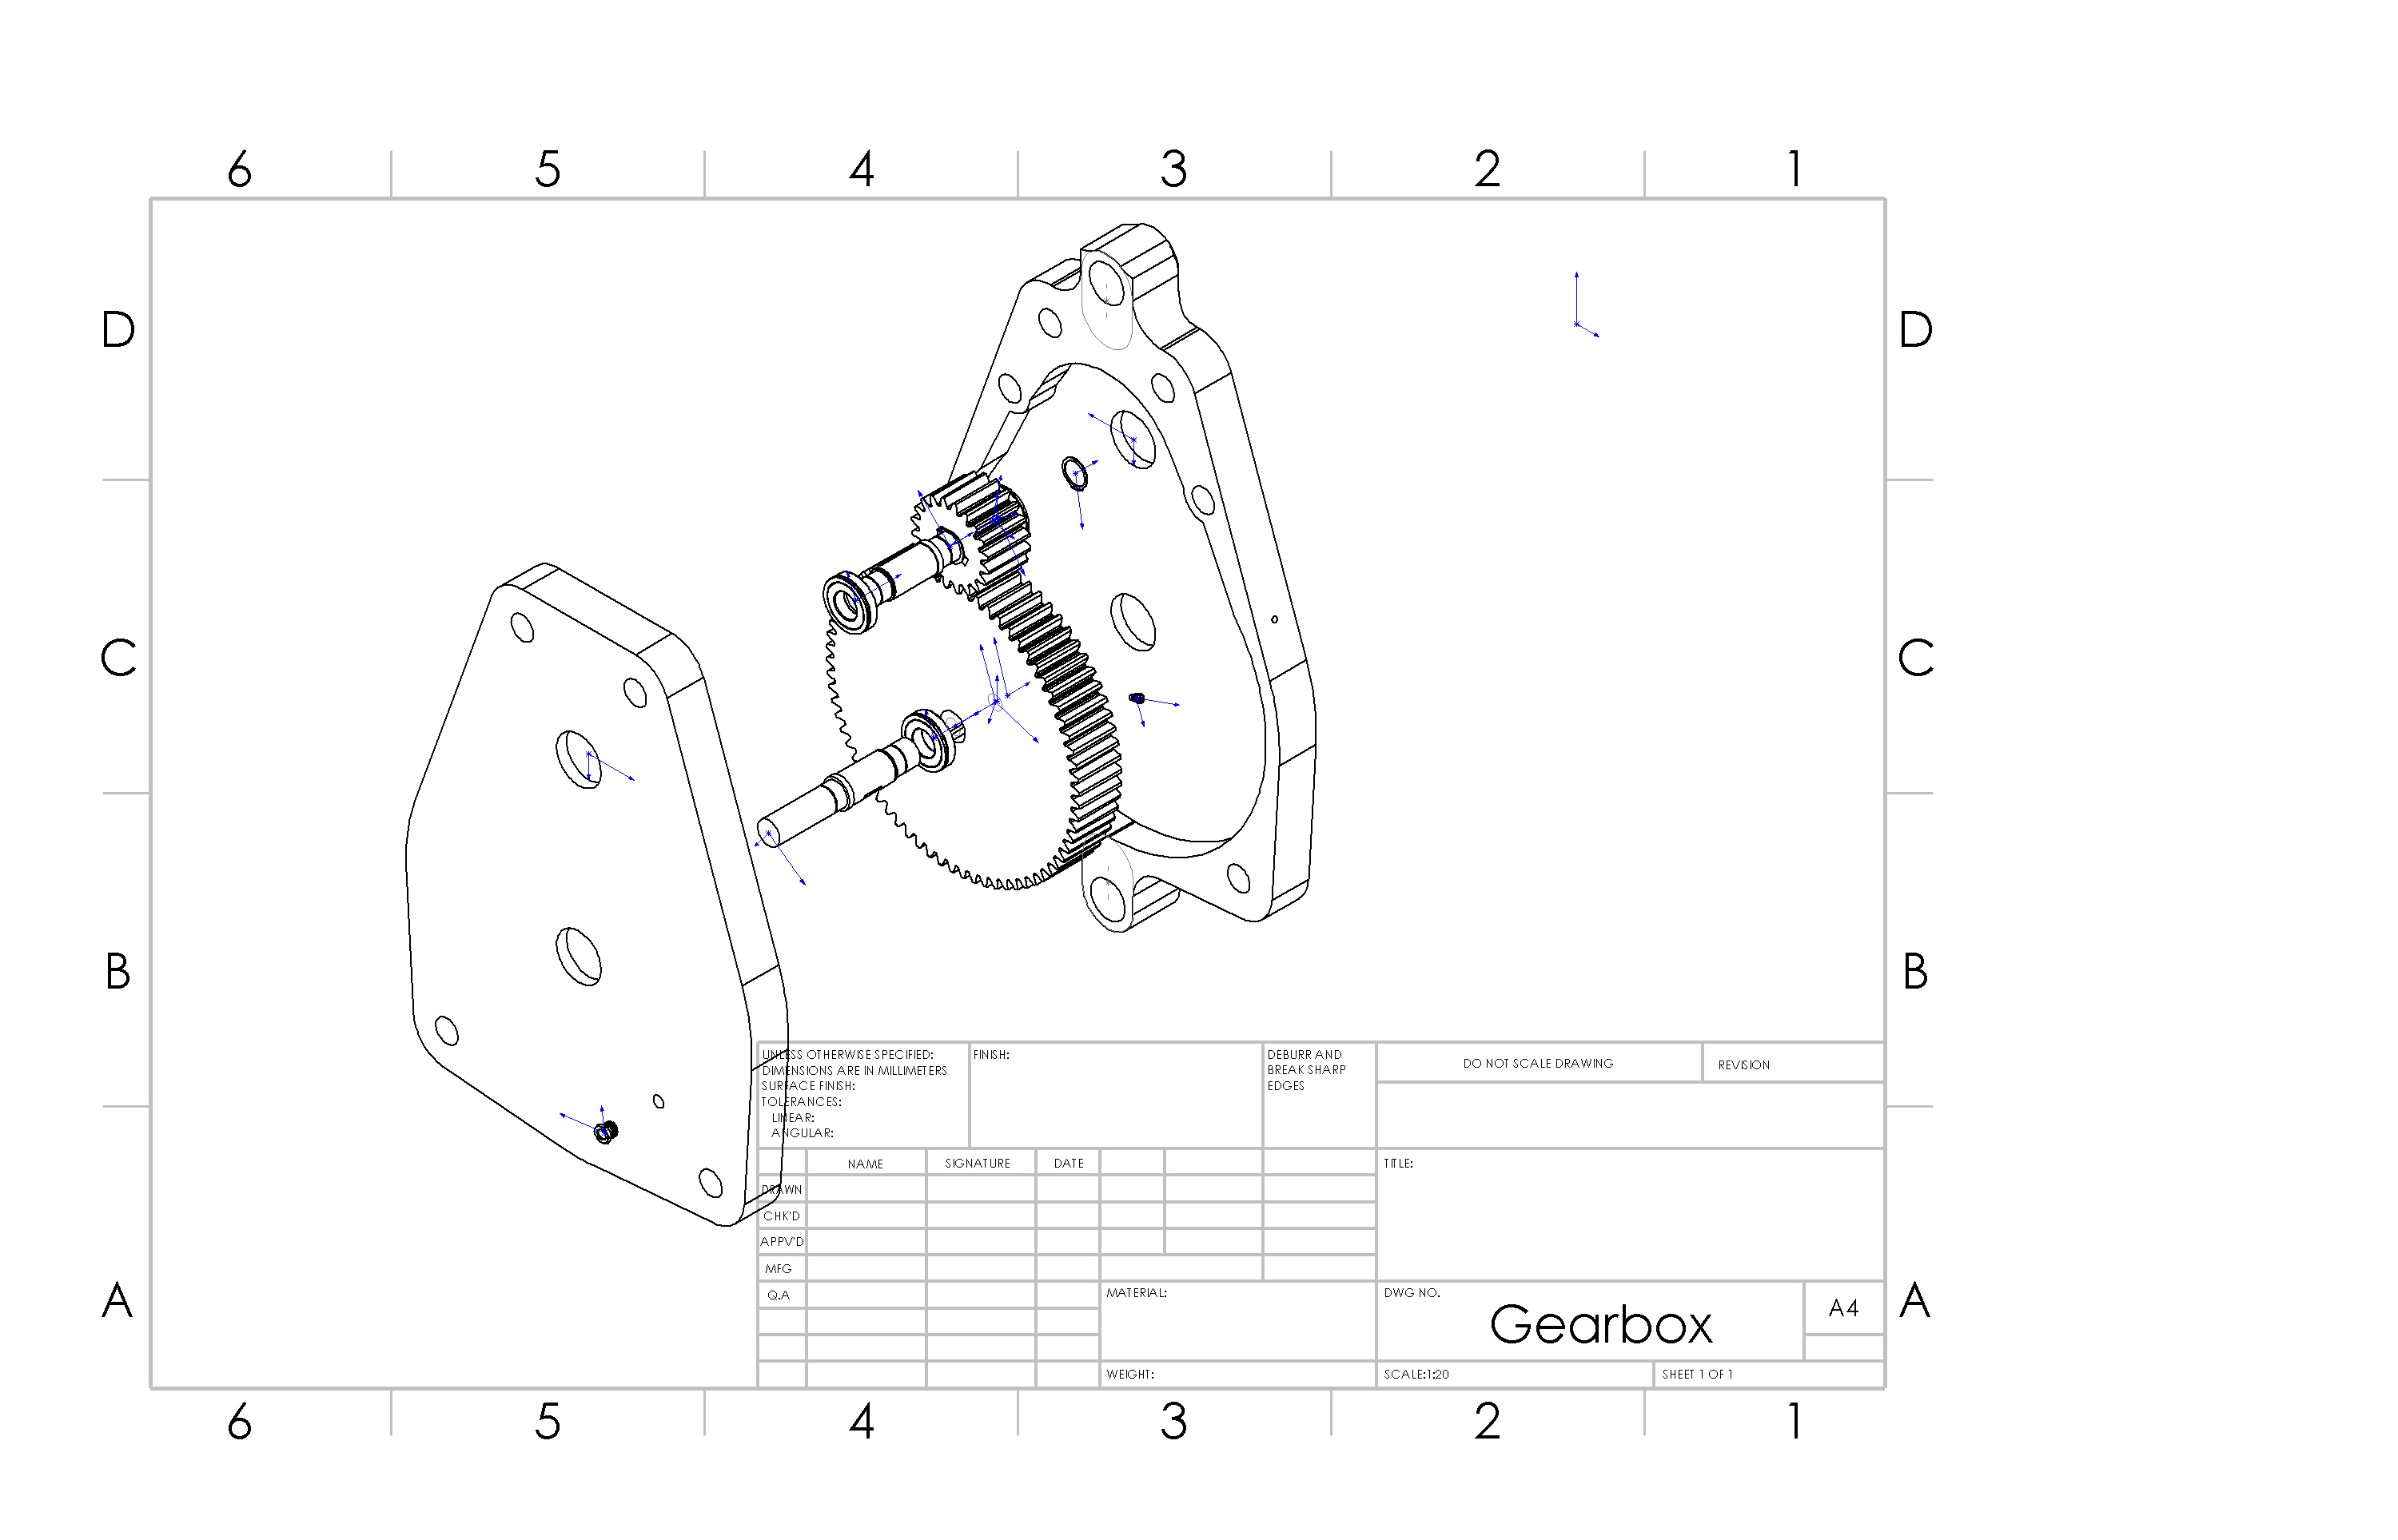 6 5 4 3 2 1
D D
C C
B B
UNLESS OTHERWISE SPECIFIED:
DIMENSIONS ARE IN MILLIMETERS
SURFACE FINISH:
TOLERANCES:
LINEAR:
ANGULAR:
FINISH:
DEBURR AND
BREAK SHARP
EDGES
DO NOT SCALE DRAWING
REVISION
NAME SIGNATURE DATE
DRAWN
CHK'D
APPV'D
MFG
Q.A
TITLE:
MATERIAL:
DWG NO.
Gearbox
A4
A A
WEIGHT:
SCALE:1:20
SHEET 1 OF 1
6 5 4 3 2 1